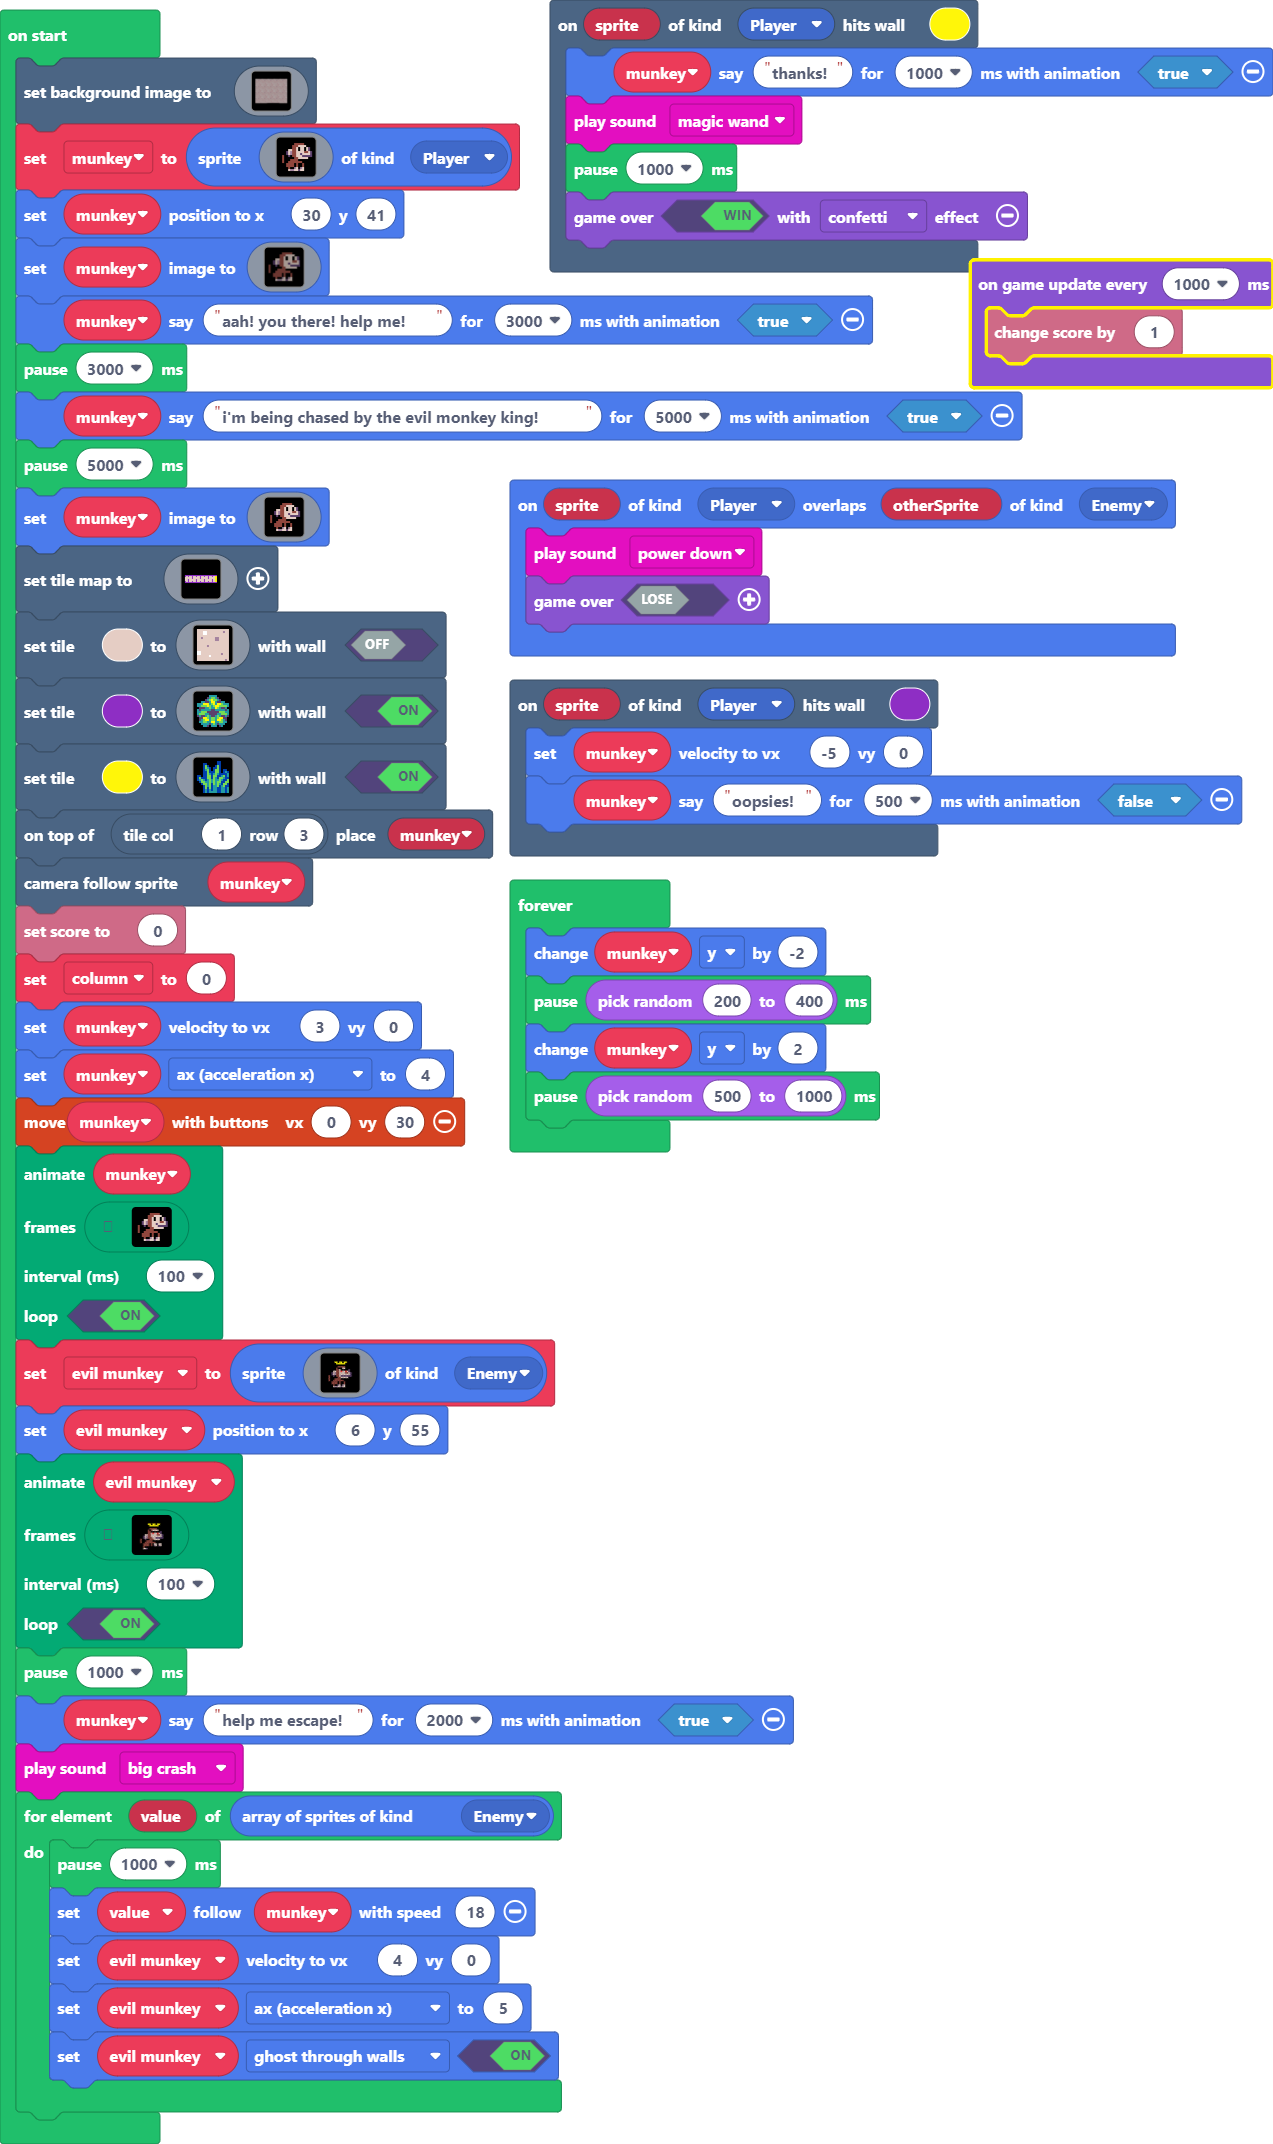 on start
set background image to
set munkey to sprite of kind Player
set munkey position to x 30 y 41
set munkey image to
munkey say "aah! you there! help me! " for 3000 ms with animation true
pause 3000 ms
munkey say "i'm being chased by the evil monkey king! " for 5000 ms with animation true
pause 5000 ms
set munkey image to
set tile map to
set tile to with wall OFF
set tile to with wall ON
set tile to with wall ON
on top of tile col 1 row 3 place munkey
camera follow sprite munkey
set score to 0
set column to 0
set munkey velocity to vx 3 vy 0
set munkey ax (acceleration x) to 4
move munkey with buttons vx 0 vy 30
animate munkey
frames
interval (ms) 100
loop ON
set evil munkey to sprite of kind Enemy
set evil munkey position to x 6 y 55
animate evil munkey
frames
interval (ms) 100
loop ON
pause 1000 ms
munkey say "help me escape! " for 2000 ms with animation true
play sound big crash
for element value of array of sprites of kind Enemy
do pause 1000 ms
set value follow munkey with speed 18
set evil munkey velocity to vx 4 vy 0
set evil munkey ax (acceleration x) to 5
set evil munkey ghost through walls ON
on sprite of kind Player hits wall
munkey say "thanks! " for 1000 ms with animation true
play sound magic wand
pause 1000 ms
game over WIN with confetti effect
on game update every 1000 ms
change score by 1
on sprite of kind Player overlaps otherSprite of kind Enemy
play sound power down
game over LOSE
on sprite of kind Player hits wall
set munkey velocity to vx -5 vy 0
munkey say "oopsies! " for 500 ms with animation false
forever
change munkey y by -2
pause pick random 200 to 400 ms
change munkey y by 2
pause pick random 500 to 1000 ms